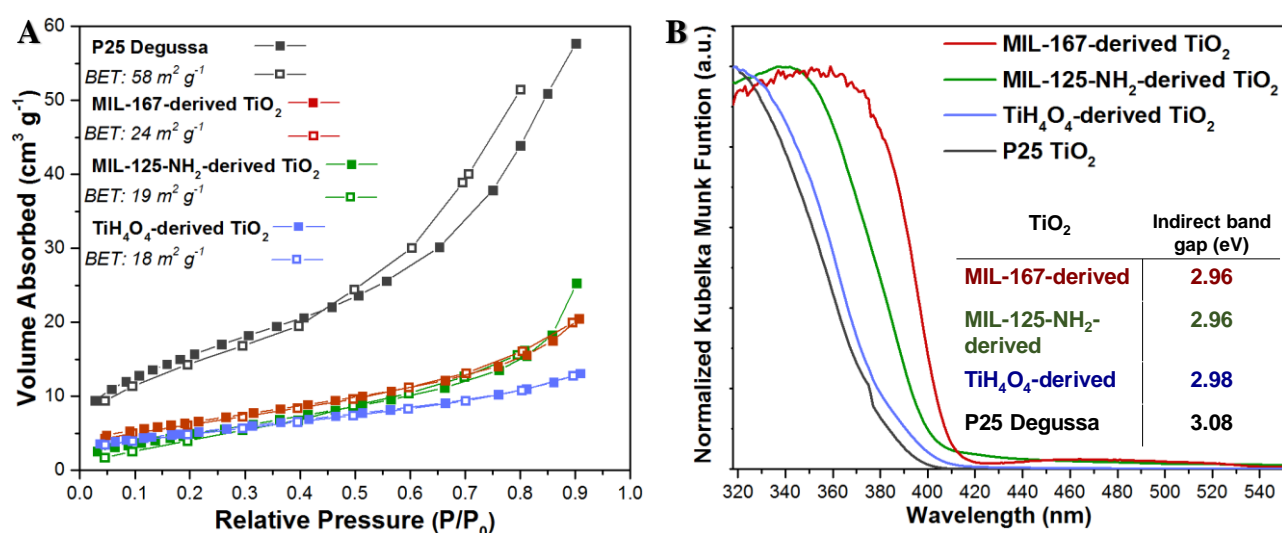 A
Volume Absorbed (cm³ g⁻¹)
60
50
40
30
20
10
0
P25 Degussa
BET: 58 m² g⁻¹
MIL-167-derived TiO₂
BET: 24 m² g⁻¹
MIL-125-NH₂-derived TiO₂
BET: 19 m² g⁻¹
TiH₄O₄-derived TiO₂
BET: 18 m² g⁻¹
0.0 0.1 0.2 0.3 0.4 0.5 0.6 0.7 0.8 0.9 1.0
Relative Pressure (P/P₀)
B
Normalized Kubelka Munk Funtion (a.u.)
MIL-167-derived TiO₂
MIL-125-NH₂-derived TiO₂
TiH₄O₄-derived TiO₂
P25 TiO₂
TiO₂ Indirect band
gap (eV)
MIL-167-derived 2.96
MIL-125-NH₂- 2.96
derived
TiH₄O₄-derived 2.98
P25 Degussa 3.08
320 360 400 420 460 500 540
Wavelength (nm)